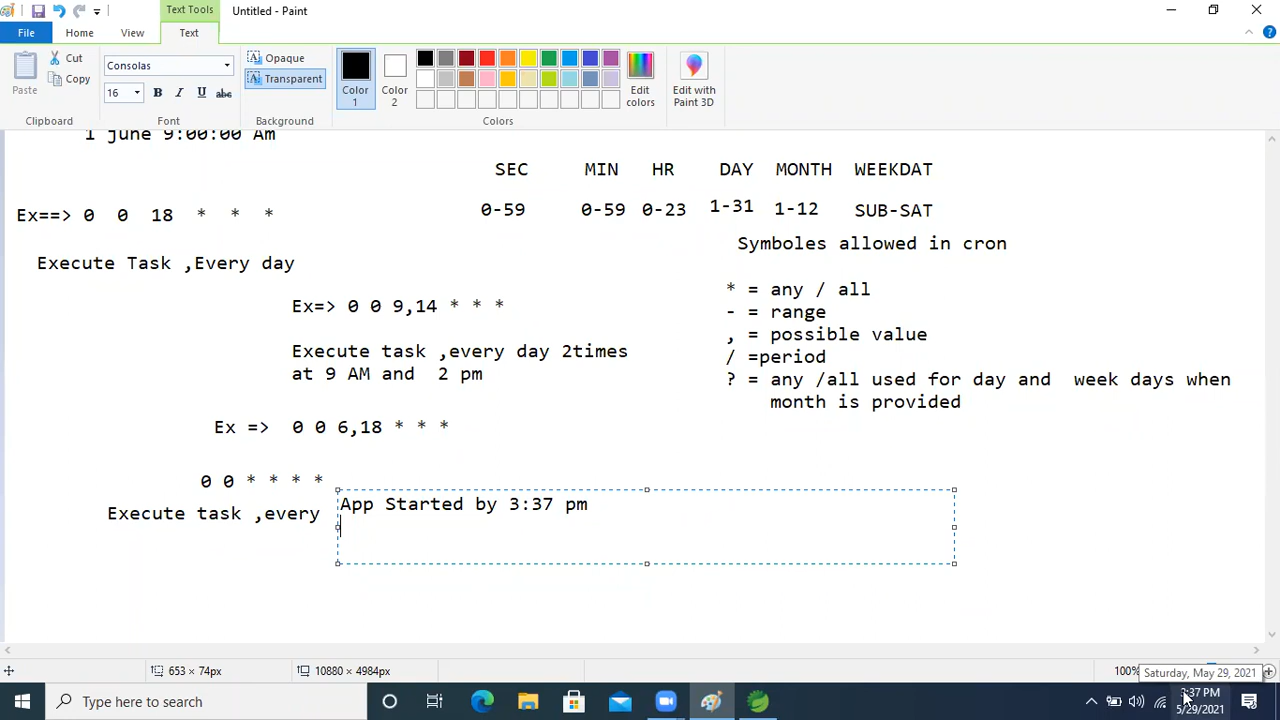 Text Tools
Untitled - Paint
File
Home
View
Text
Paste
Cut
Copy
Clipboard
Consolas
16
B I U abc
Font
Opaque
Transparent
Background
Color 1
Color 2
Edit colors
Colors
Edit with Paint 3D
1 june 9:00:00 Am
SEC MIN HR DAY MONTH WEEKDAT
0-59 0-59 0-23 1-31 1-12 SUB-SAT
Ex==> 0 0 18 * * *
Symboles allowed in cron
Execute Task ,Every day
* = any / all
Ex=> 0 0 9,14 * * *
- = range
, = possible value
Execute task ,every day 2times
/ =period
at 9 AM and 2 pm
? = any /all used for day and week days when
month is provided
Ex => 0 0 6,18 * * *
0 0 * * * *
App Started by 3:37 pm
Execute task ,every
653 × 74px
10880 × 4984px
100%
Saturday, May 29, 2021
Type here to search
3:37 PM
5/29/2021